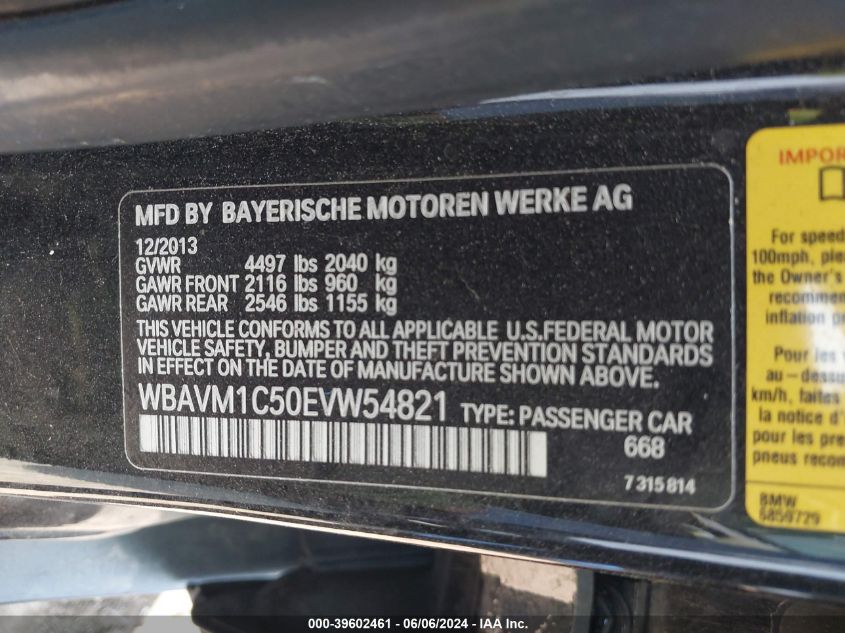 MFD BY BAYERISCHE MOTOREN WERKE AG
12/2013
GVWR 4497 lbs 2040 kg
GAWR FRONT 2116 lbs 960 kg
GAWR REAR 2546 lbs 1155 kg
THIS VEHICLE CONFORMS TO ALL APPLICABLE U.S.FEDERAL MOTOR
VEHICLE SAFETY, BUMPER AND THEFT PREVENTION STANDARDS
IN EFFECT ON THE DATE OF MANUFACTURE SHOWN ABOVE.
WBAVM1C50EVW54821 TYPE: PASSENGER CAR
668
7 315 814
IMPOR
For speed
100mph, ple
the Owner's
recommen
inflation p
Pour les v
au-dessu
km/h, faites
la notice d'
pour les pre
pneus recom
BMW
6859729
000-39602461 - 06/06/2024 - © IAA, Inc.